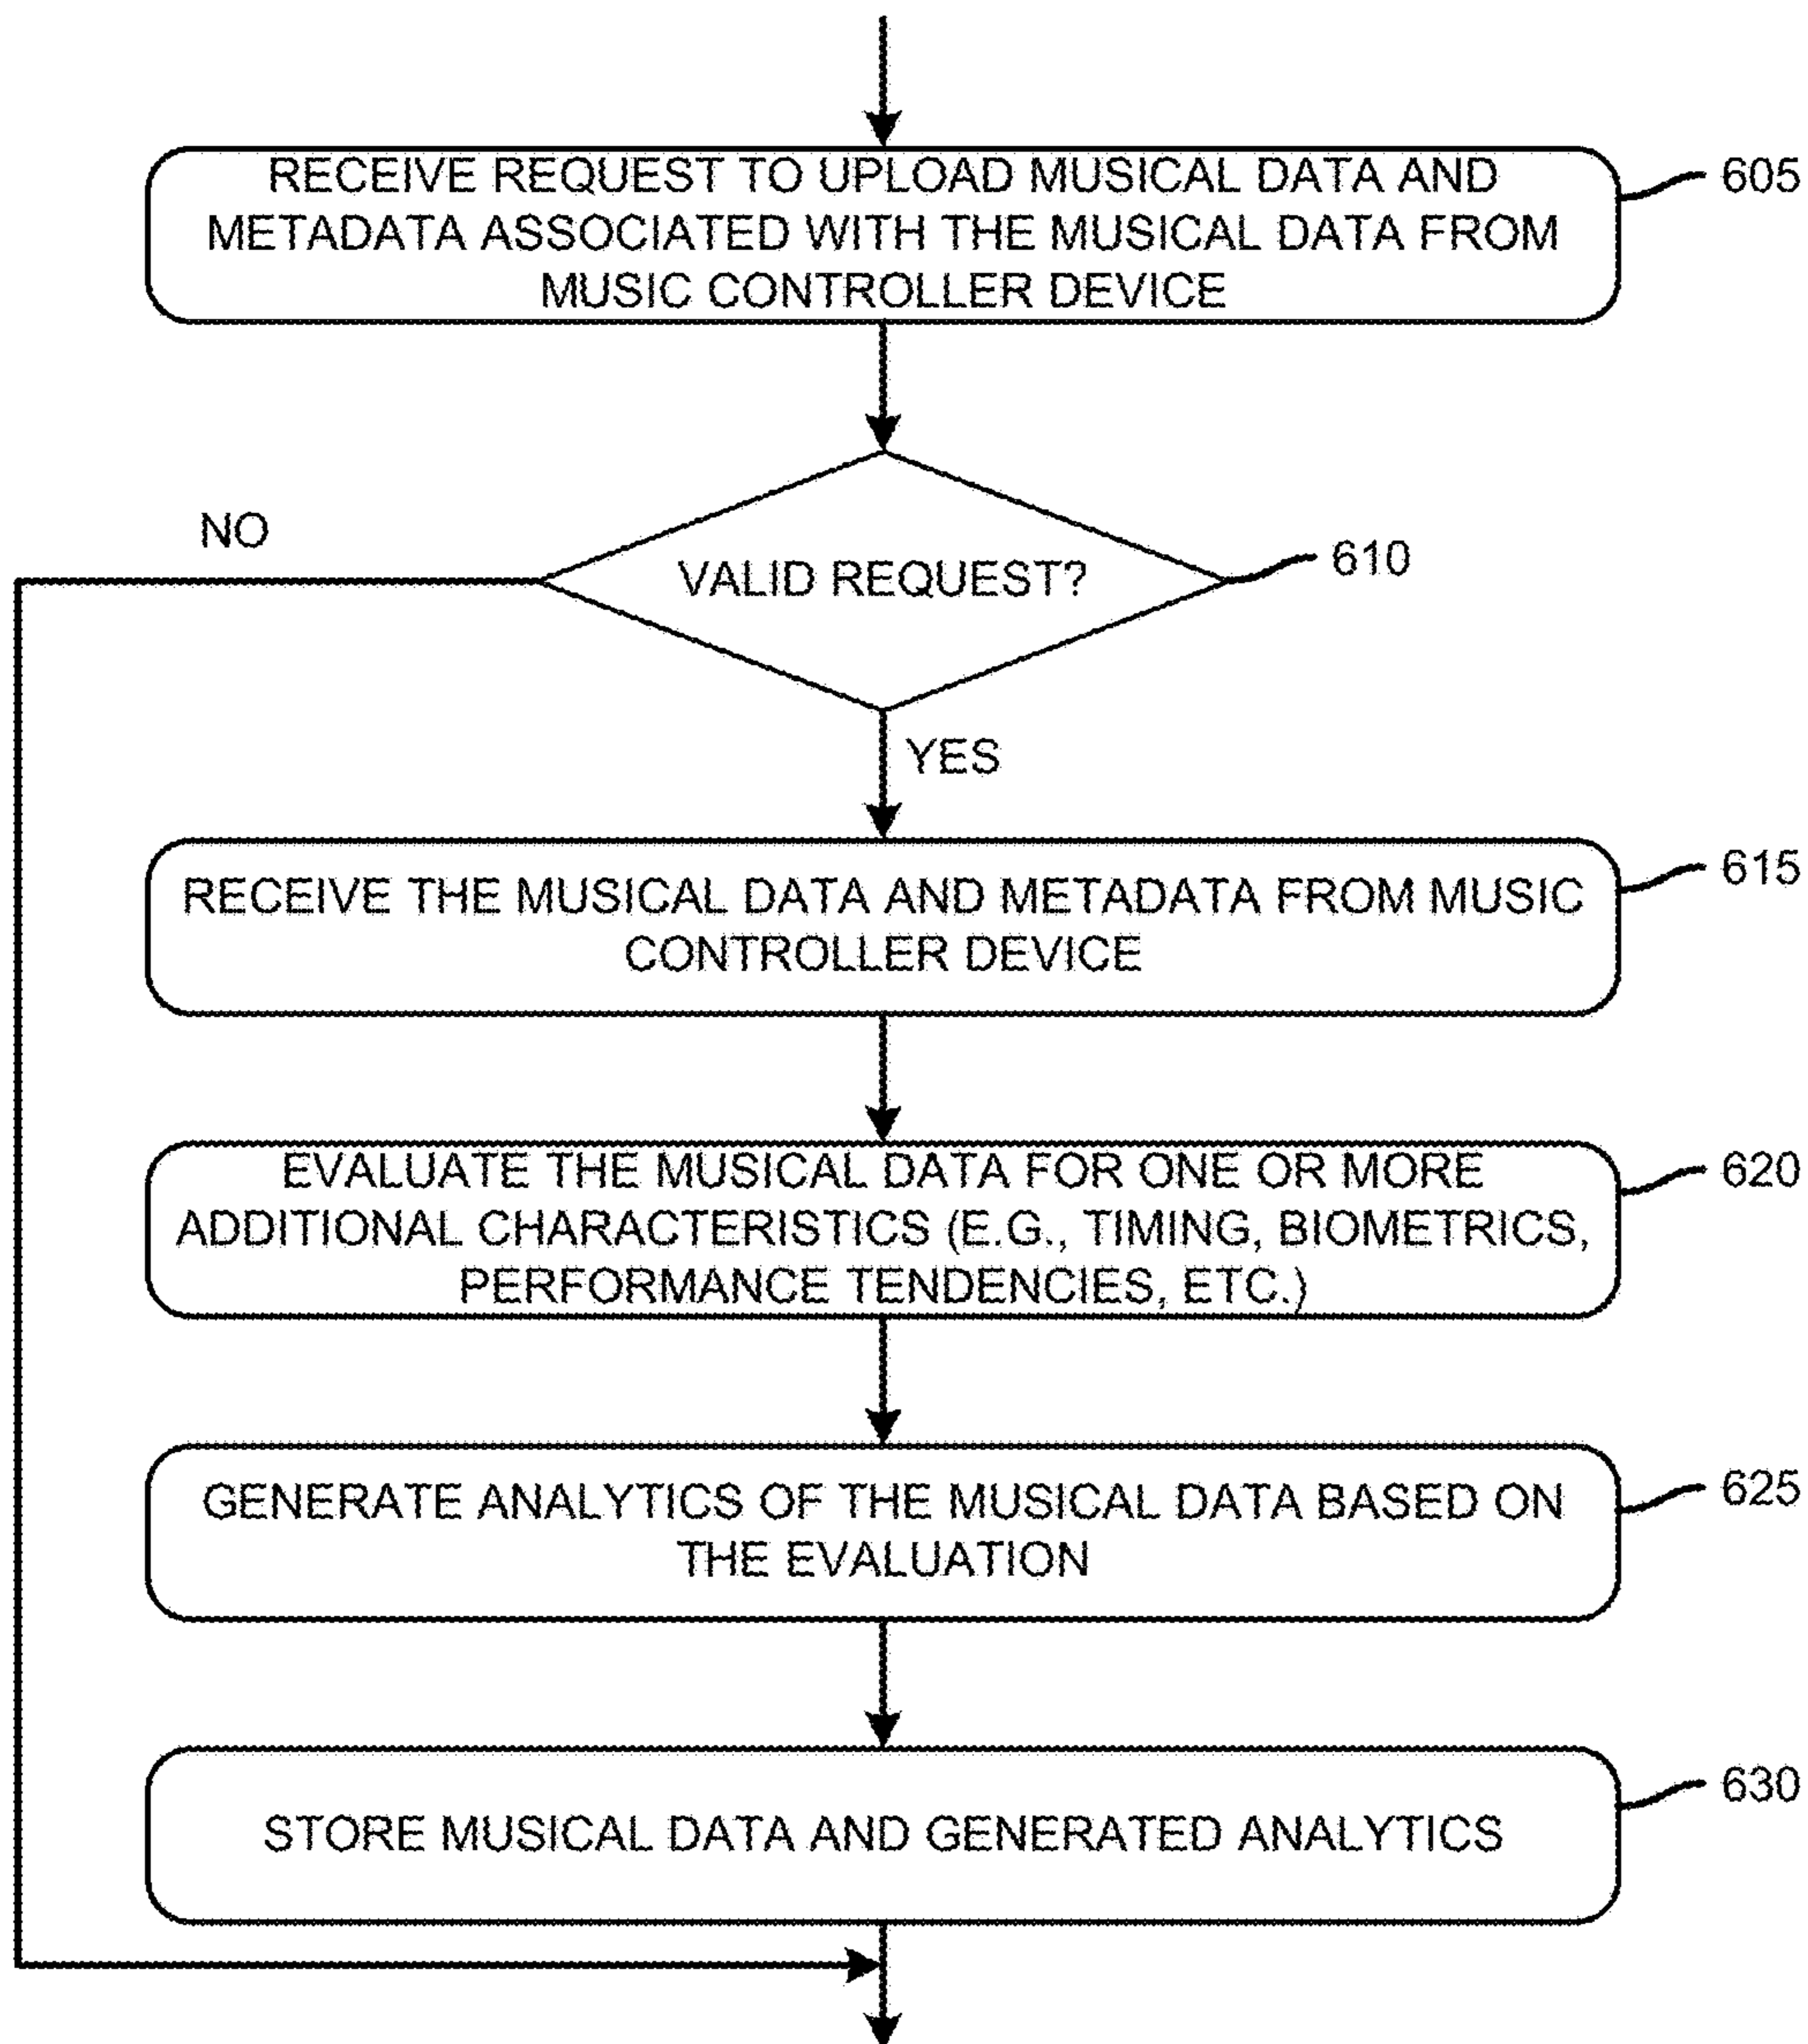 RECEIVE REQUEST TO UPLOAD MUSICAL DATA AND
METADATA ASSOCIATED WITH THE MUSICAL DATA FROM
MUSIC CONTROLLER DEVICE
605
NO
VALID REQUEST?
610
YES
RECEIVE THE MUSICAL DATA AND METADATA FROM MUSIC
CONTROLLER DEVICE
615
EVALUATE THE MUSICAL DATA FOR ONE OR MORE
ADDITIONAL CHARACTERISTICS (E.G., TIMING, BIOMETRICS,
PERFORMANCE TENDENCIES, ETC.)
620
GENERATE ANALYTICS OF THE MUSICAL DATA BASED ON
THE EVALUATION
625
STORE MUSICAL DATA AND GENERATED ANALYTICS
630